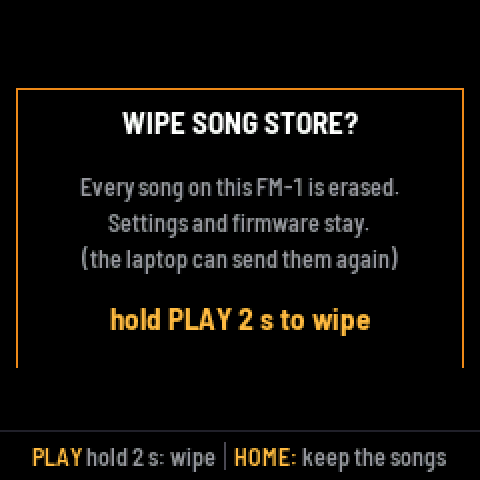 WIPE SONG STORE?
Every song on this FM-1 is erased.
Settings and firmware stay.
(the laptop can send them again)
hold PLAY 2 s to wipe
PLAY hold 2 s: wipe | HOME: keep the songs